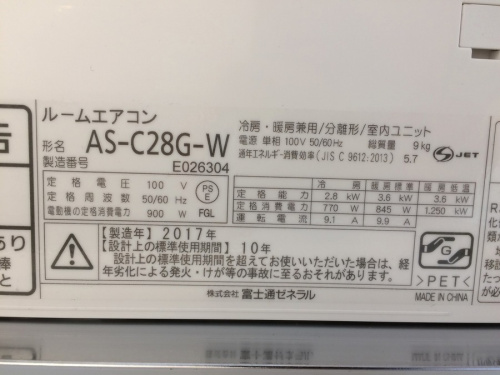 ルームエアコン
形名 AS-C28G-W
製造番号 E026304
冷房・暖房兼用/分離形/室内ユニット
電源 単相 100V 50/60Hz 総質量 9kg
通年エネルギー消費効率(JIS C 9612:2013) 5.7
JET
定格電圧 100 V
定格周波数 50/60 Hz
電動機の定格消費電力 900 W
PS
E
FGL
冷房 暖房標準 暖房低温
定格能力 2.8 kW 3.6 kW 3.6 kW
定格消費電力 770 W 845 W 1,250 kW
運転電流 9.1 A 9.9 A
【製造年】2017年
【設計上の標準使用期間】10年
設計上の標準使用期間を超えてお使いいただいた場合は、経
年劣化による発火・けが等の事故に至るおそれがあります。
G
PET
MADE IN CHINA
株式会社 富士通ゼネラル
告
あり
棒
と